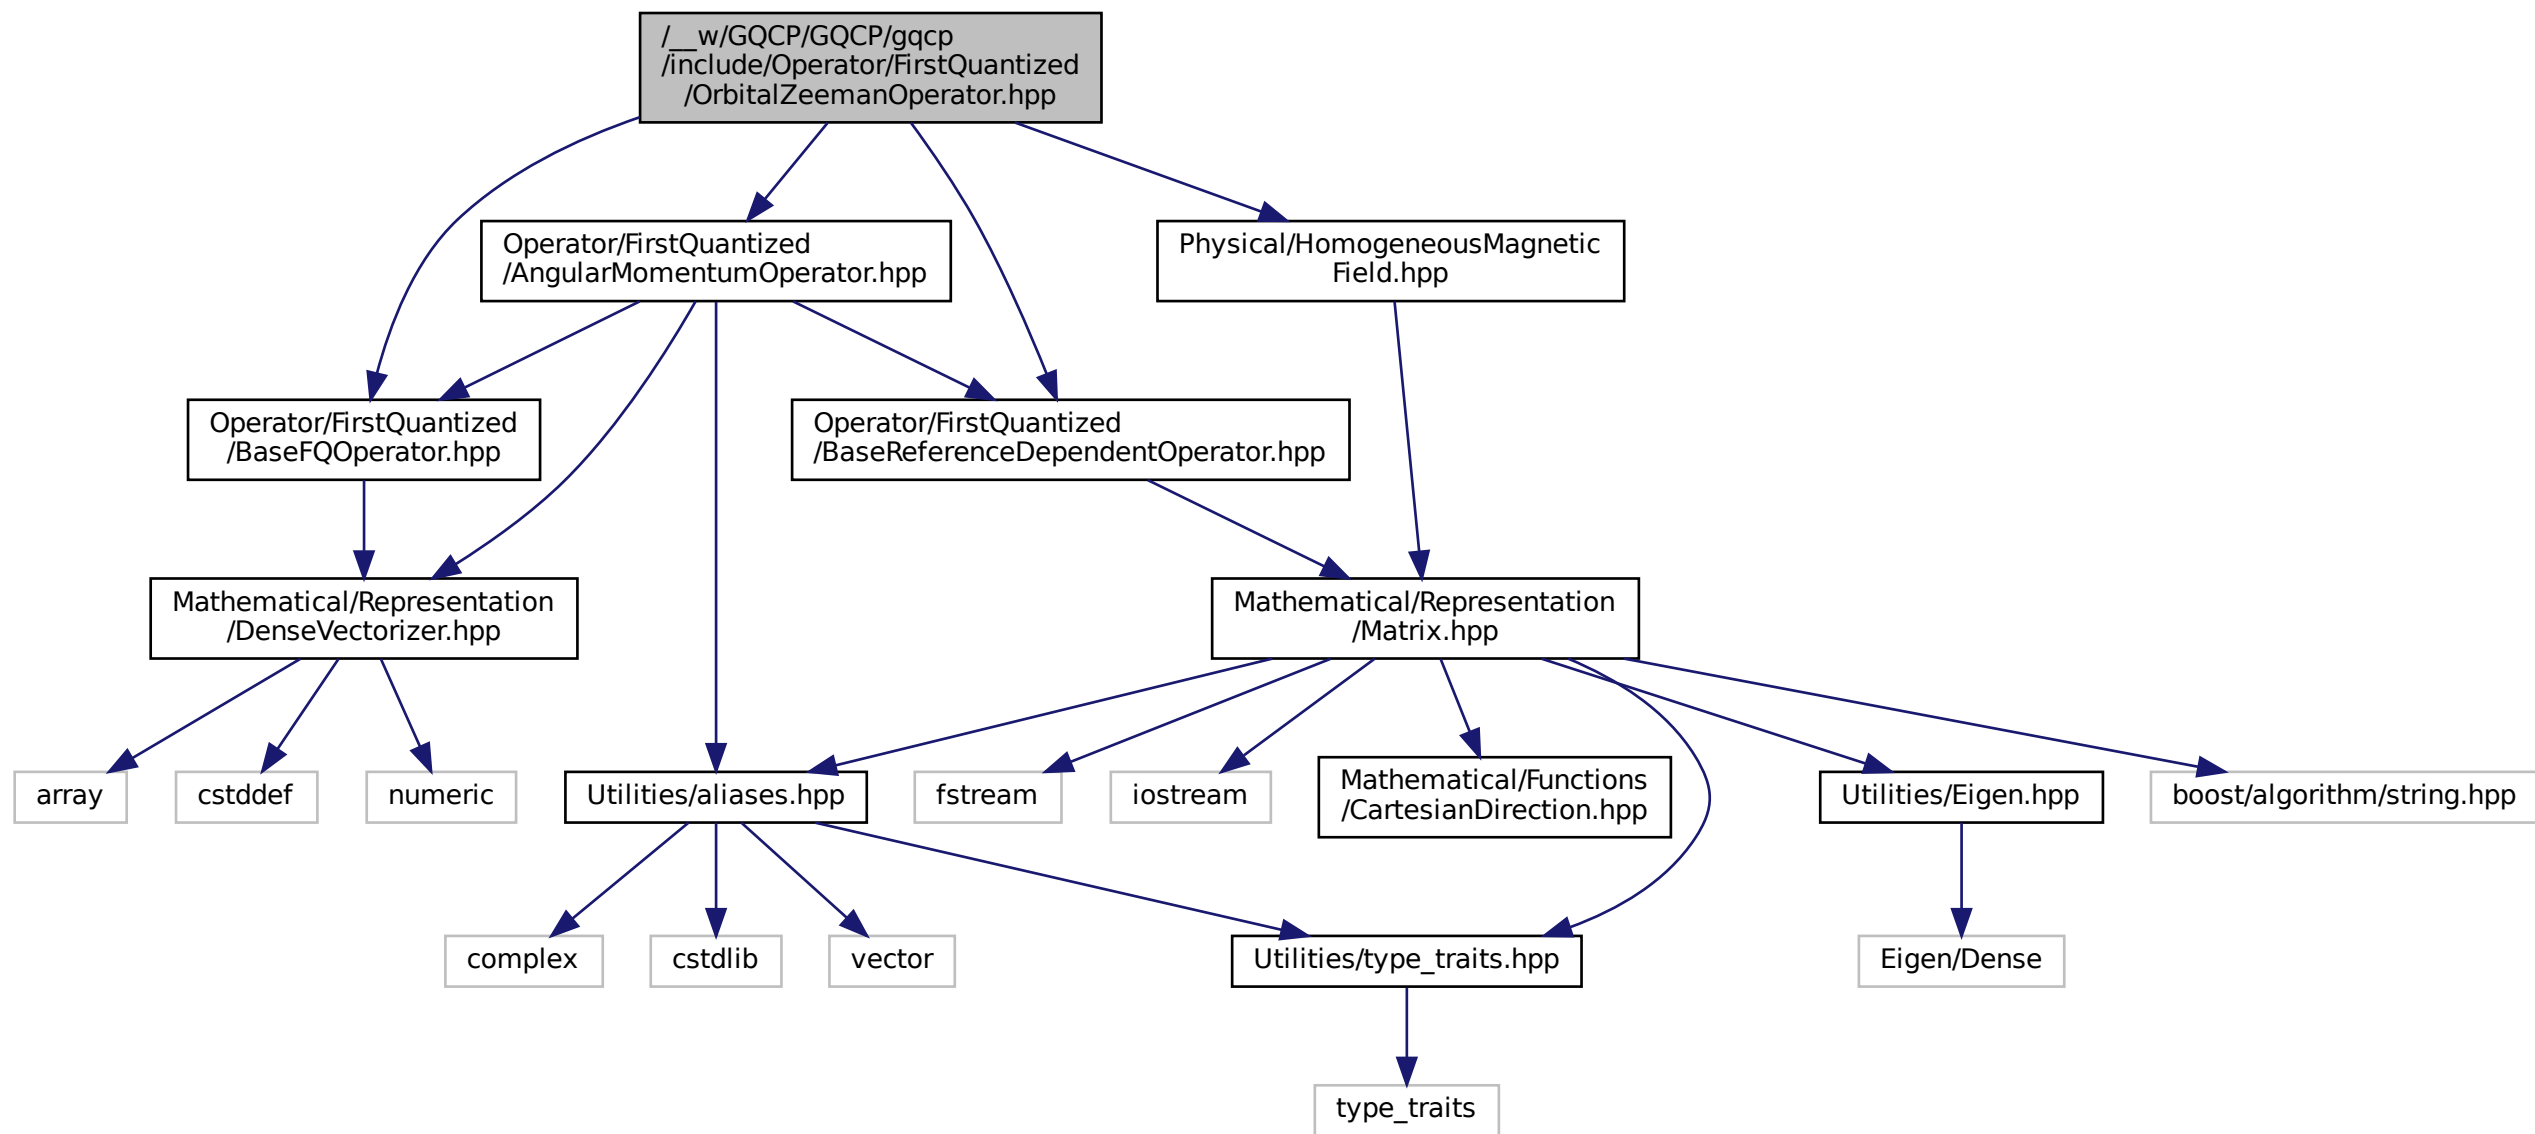 /__w/GQCP/GQCP/gqcp
/include/Operator/FirstQuantized
/OrbitalZeemanOperator.hpp
Operator/FirstQuantized
/AngularMomentumOperator.hpp
Physical/HomogeneousMagnetic
Field.hpp
Operator/FirstQuantized
/BaseFQOperator.hpp
Operator/FirstQuantized
/BaseReferenceDependentOperator.hpp
Mathematical/Representation
/DenseVectorizer.hpp
Mathematical/Representation
/Matrix.hpp
array
cstddef
numeric
Utilities/aliases.hpp
fstream
iostream
Mathematical/Functions
/CartesianDirection.hpp
Utilities/Eigen.hpp
boost/algorithm/string.hpp
complex
cstdlib
vector
Utilities/type_traits.hpp
Eigen/Dense
type_traits